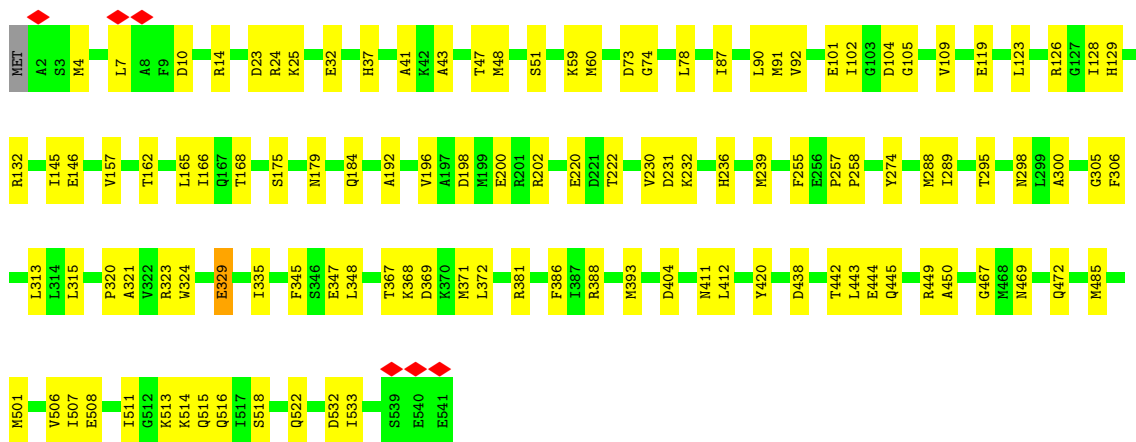 MET A2 S3 M4 L7 A8 F9 D10 R14 D23 R24 K25 E32 H37 A41 K42 A43 T47 M48 S51 K59 M60 D73 G74 L78 I87 L90 M91 V92 E101 I102 G103 D104 G105 V109 E119 L123 R126 G127 I128 H129
R132 I145 E146 V157 T162 L165 I166 Q167 T168 S175 N179 Q184 A192 V196 A197 D198 M199 E200 R201 R202 E220 D221 T222 V230 D231 K232 H236 M239 F255 E256 P257 P258 Y274 M288 I289 T295 N298 L299 A300 G305 F306
L313 L314 L315 P320 A321 V322 R323 W324 E329 I335 F345 S346 E347 L348 T367 K368 D369 K370 M371 L372 R381 F386 I387 R388 M393 D404 N411 L412 Y420 D438 T442 L443 E444 Q445 R449 A450 G467 M468 N469 Q472 M485
M501 V506 I507 E508 I511 G512 K513 K514 Q515 Q516 I517 S518 Q522 D532 I533 S539 E540 E541